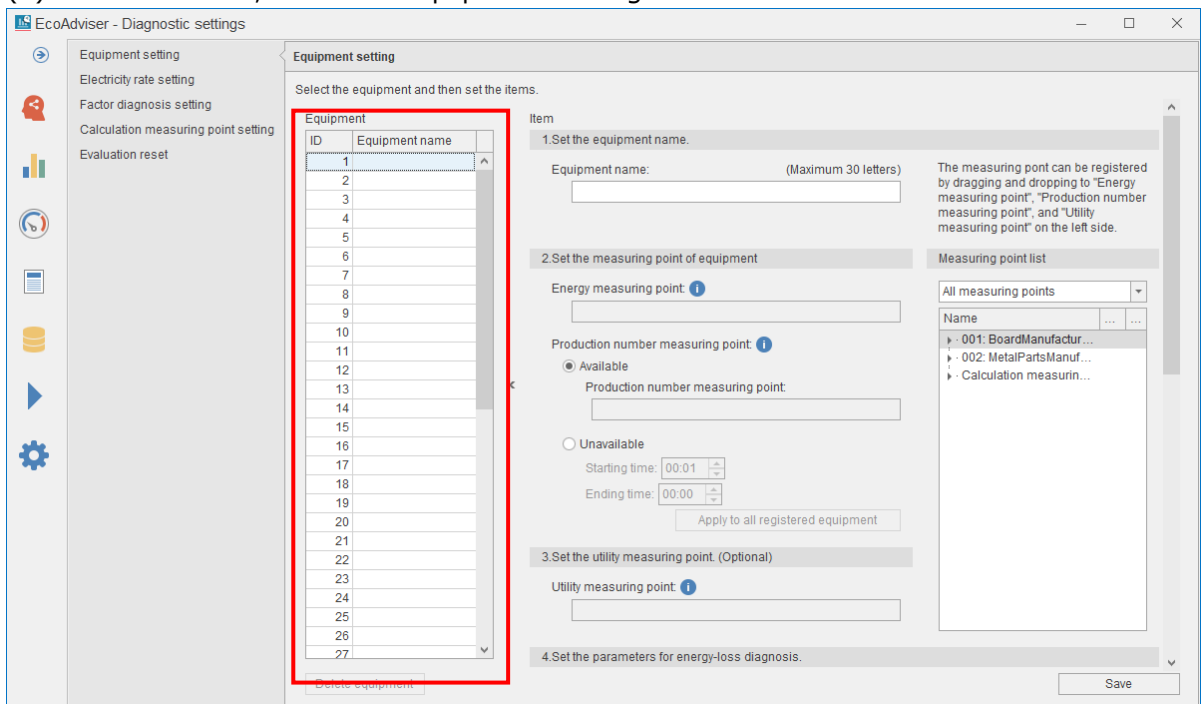 EcoAdviser - Diagnostic settings
Equipment setting
Electricity rate setting
Factor diagnosis setting
Calculation measuring point setting
Evaluation reset
Equipment setting
Select the equipment and then set the items.
Equipment
ID Equipment name
1
2
3
4
5
6
7
8
9
10
11
12
13
14
15
16
17
18
19
20
21
22
23
24
25
26
27
Delete equipment
Item
1.Set the equipment name.
Equipment name: (Maximum 30 letters)
2.Set the measuring point of equipment
Energy measuring point:
Production number measuring point:
Available
Production number measuring point:
Unavailable
Starting time: 00:01
Ending time: 00:00
Apply to all registered equipment
3.Set the utility measuring point. (Optional)
Utility measuring point:
4.Set the parameters for energy-loss diagnosis.
The measuring pont can be registered
by dragging and dropping to "Energy
measuring point", "Production number
measuring point", and "Utility
measuring point" on the left side.
Measuring point list
All measuring points
Name ... ...
001: BoardManufactur...
002: MetalPartsManuf...
Calculation measurin...
Save